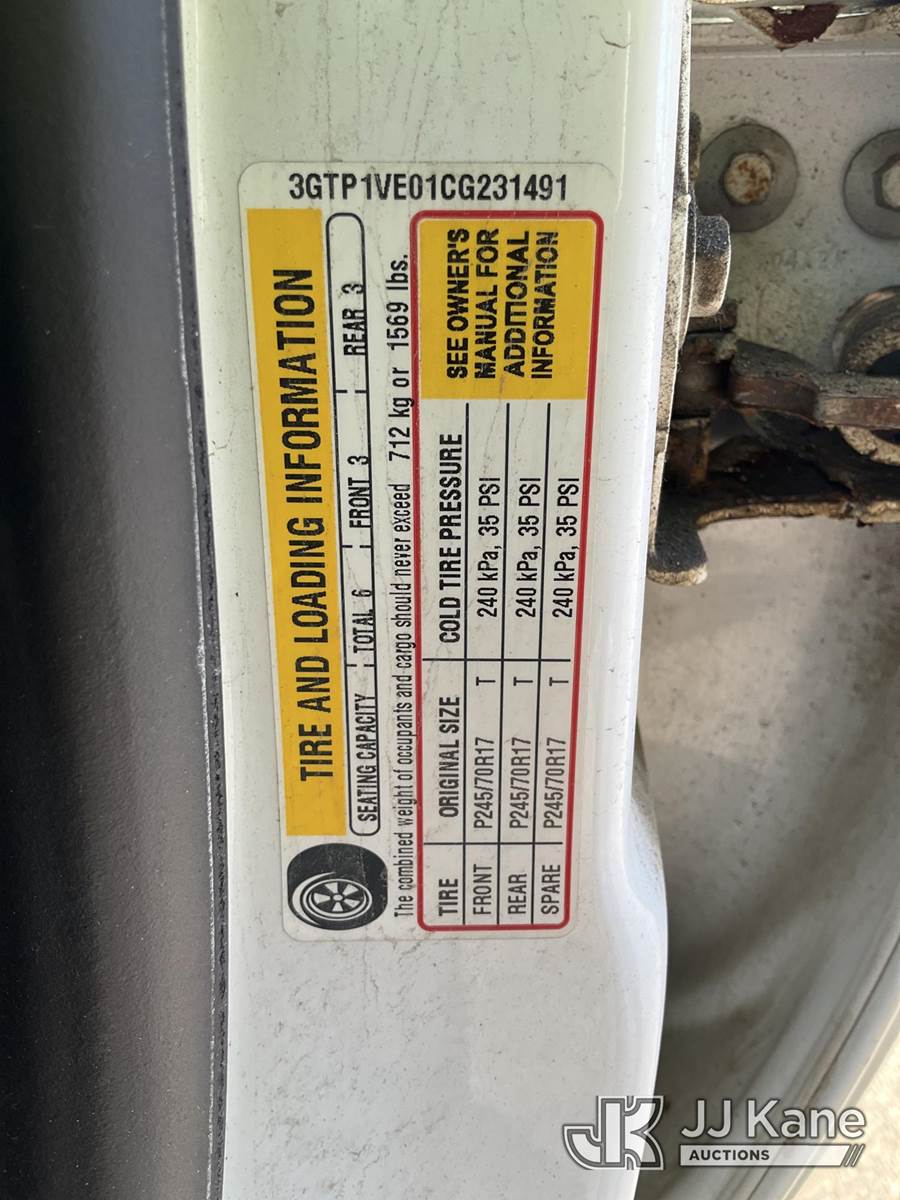 3GTP1VE01CG231491
TIRE AND LOADING INFORMATION
SEATING CAPACITY TOTAL 6 FRONT 3 REAR 3
The combined weight of occupants and cargo should never exceed 712 kg or 1569 lbs.
TIRE ORIGINAL SIZE COLD TIRE PRESSURE
FRONT P245/70R17 T 240 kPa, 35 PSI
REAR P245/70R17 T 240 kPa, 35 PSI
SPARE P245/70R17 T 240 kPa, 35 PSI
SEE OWNER'S
MANUAL FOR
ADDITIONAL
INFORMATION
JK JJ Kane
AUCTIONS